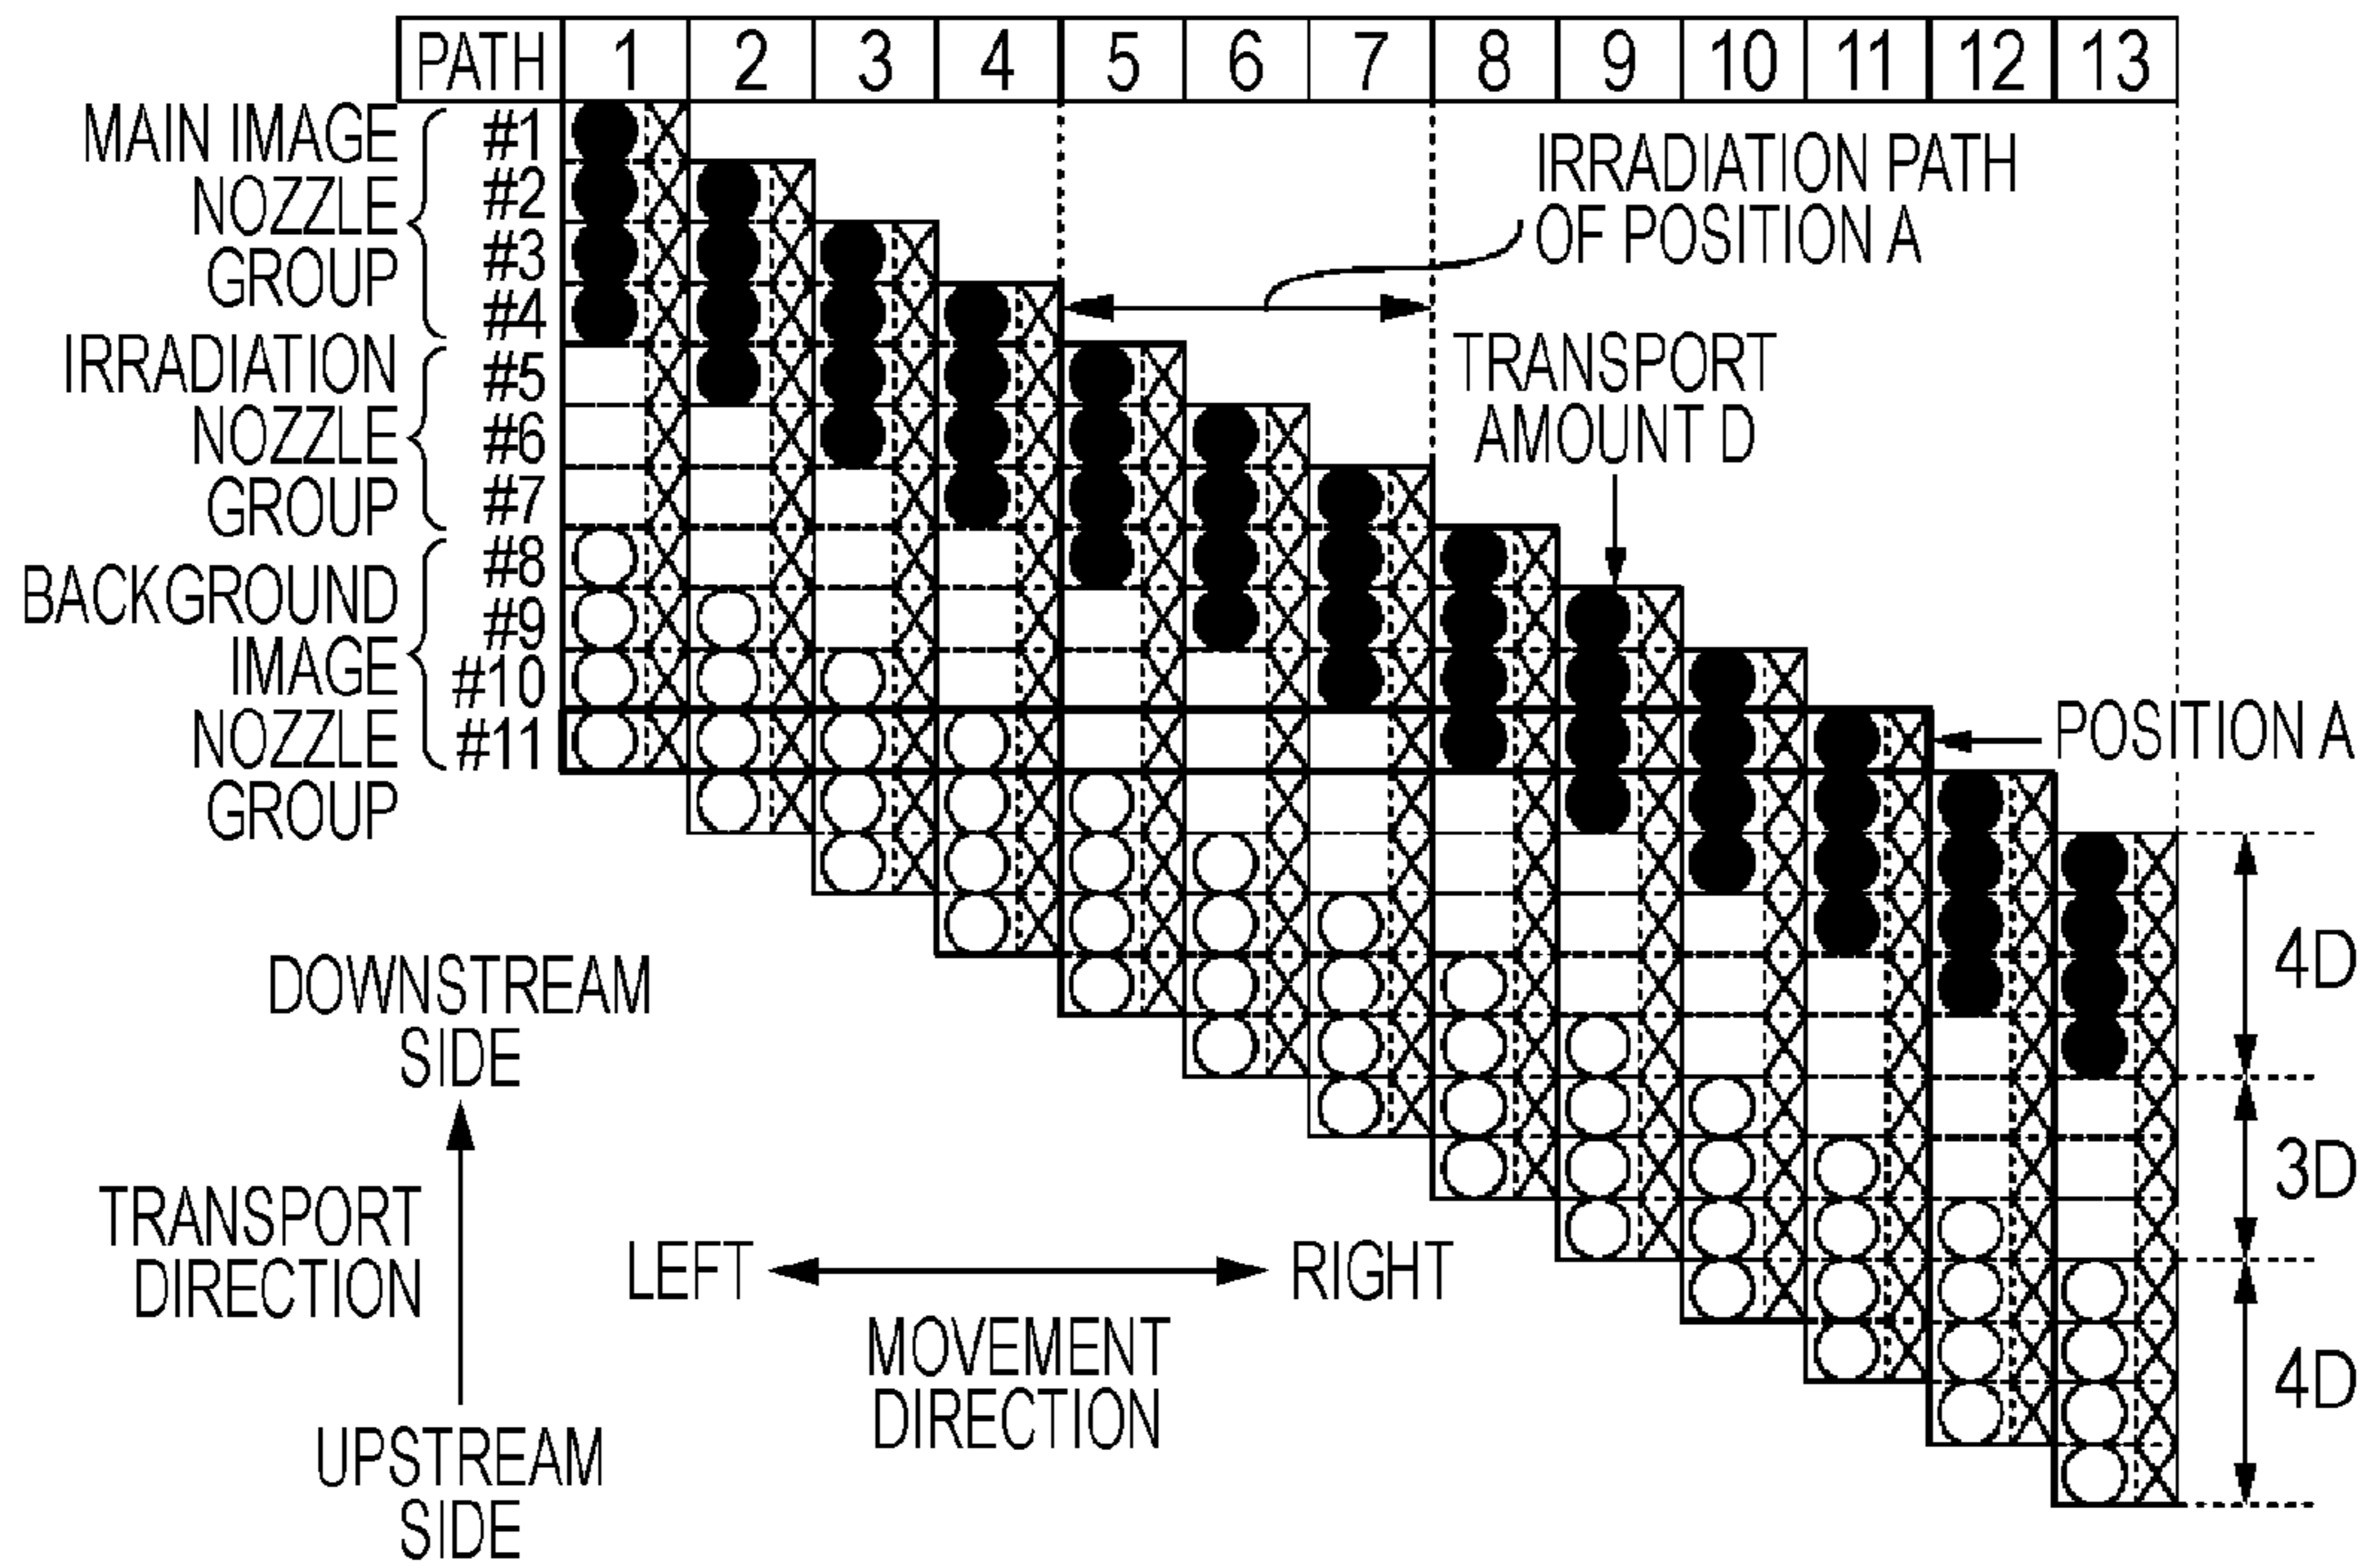 PATH 1 2 3 4 5 6 7 8 9 10 11 12 13
MAIN IMAGE
NOZZLE
GROUP
#1
#2
#3
#4
IRRADIATION
NOZZLE
GROUP
#5
#6
#7
BACKGROUND
IMAGE
NOZZLE
GROUP
#8
#9
#10
#11
IRRADIATION PATH
OF POSITION A
TRANSPORT
AMOUNT D
POSITION A
4D
3D
4D
DOWNSTREAM
SIDE
TRANSPORT
DIRECTION
UPSTREAM
SIDE
LEFT
RIGHT
MOVEMENT
DIRECTION